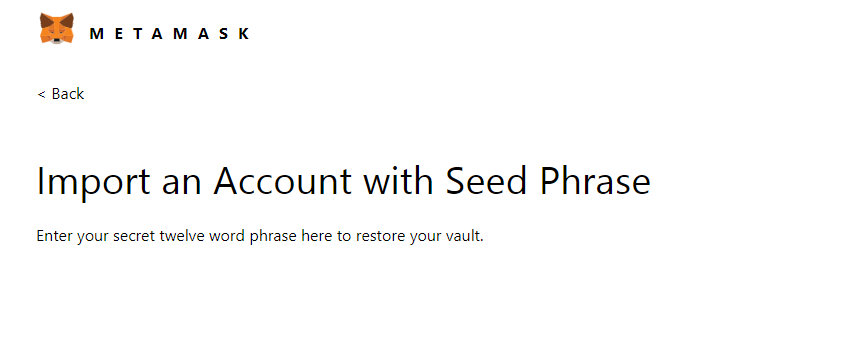 METAMASK
< Back
Import an Account with Seed Phrase
Enter your secret twelve word phrase here to restore your vault.